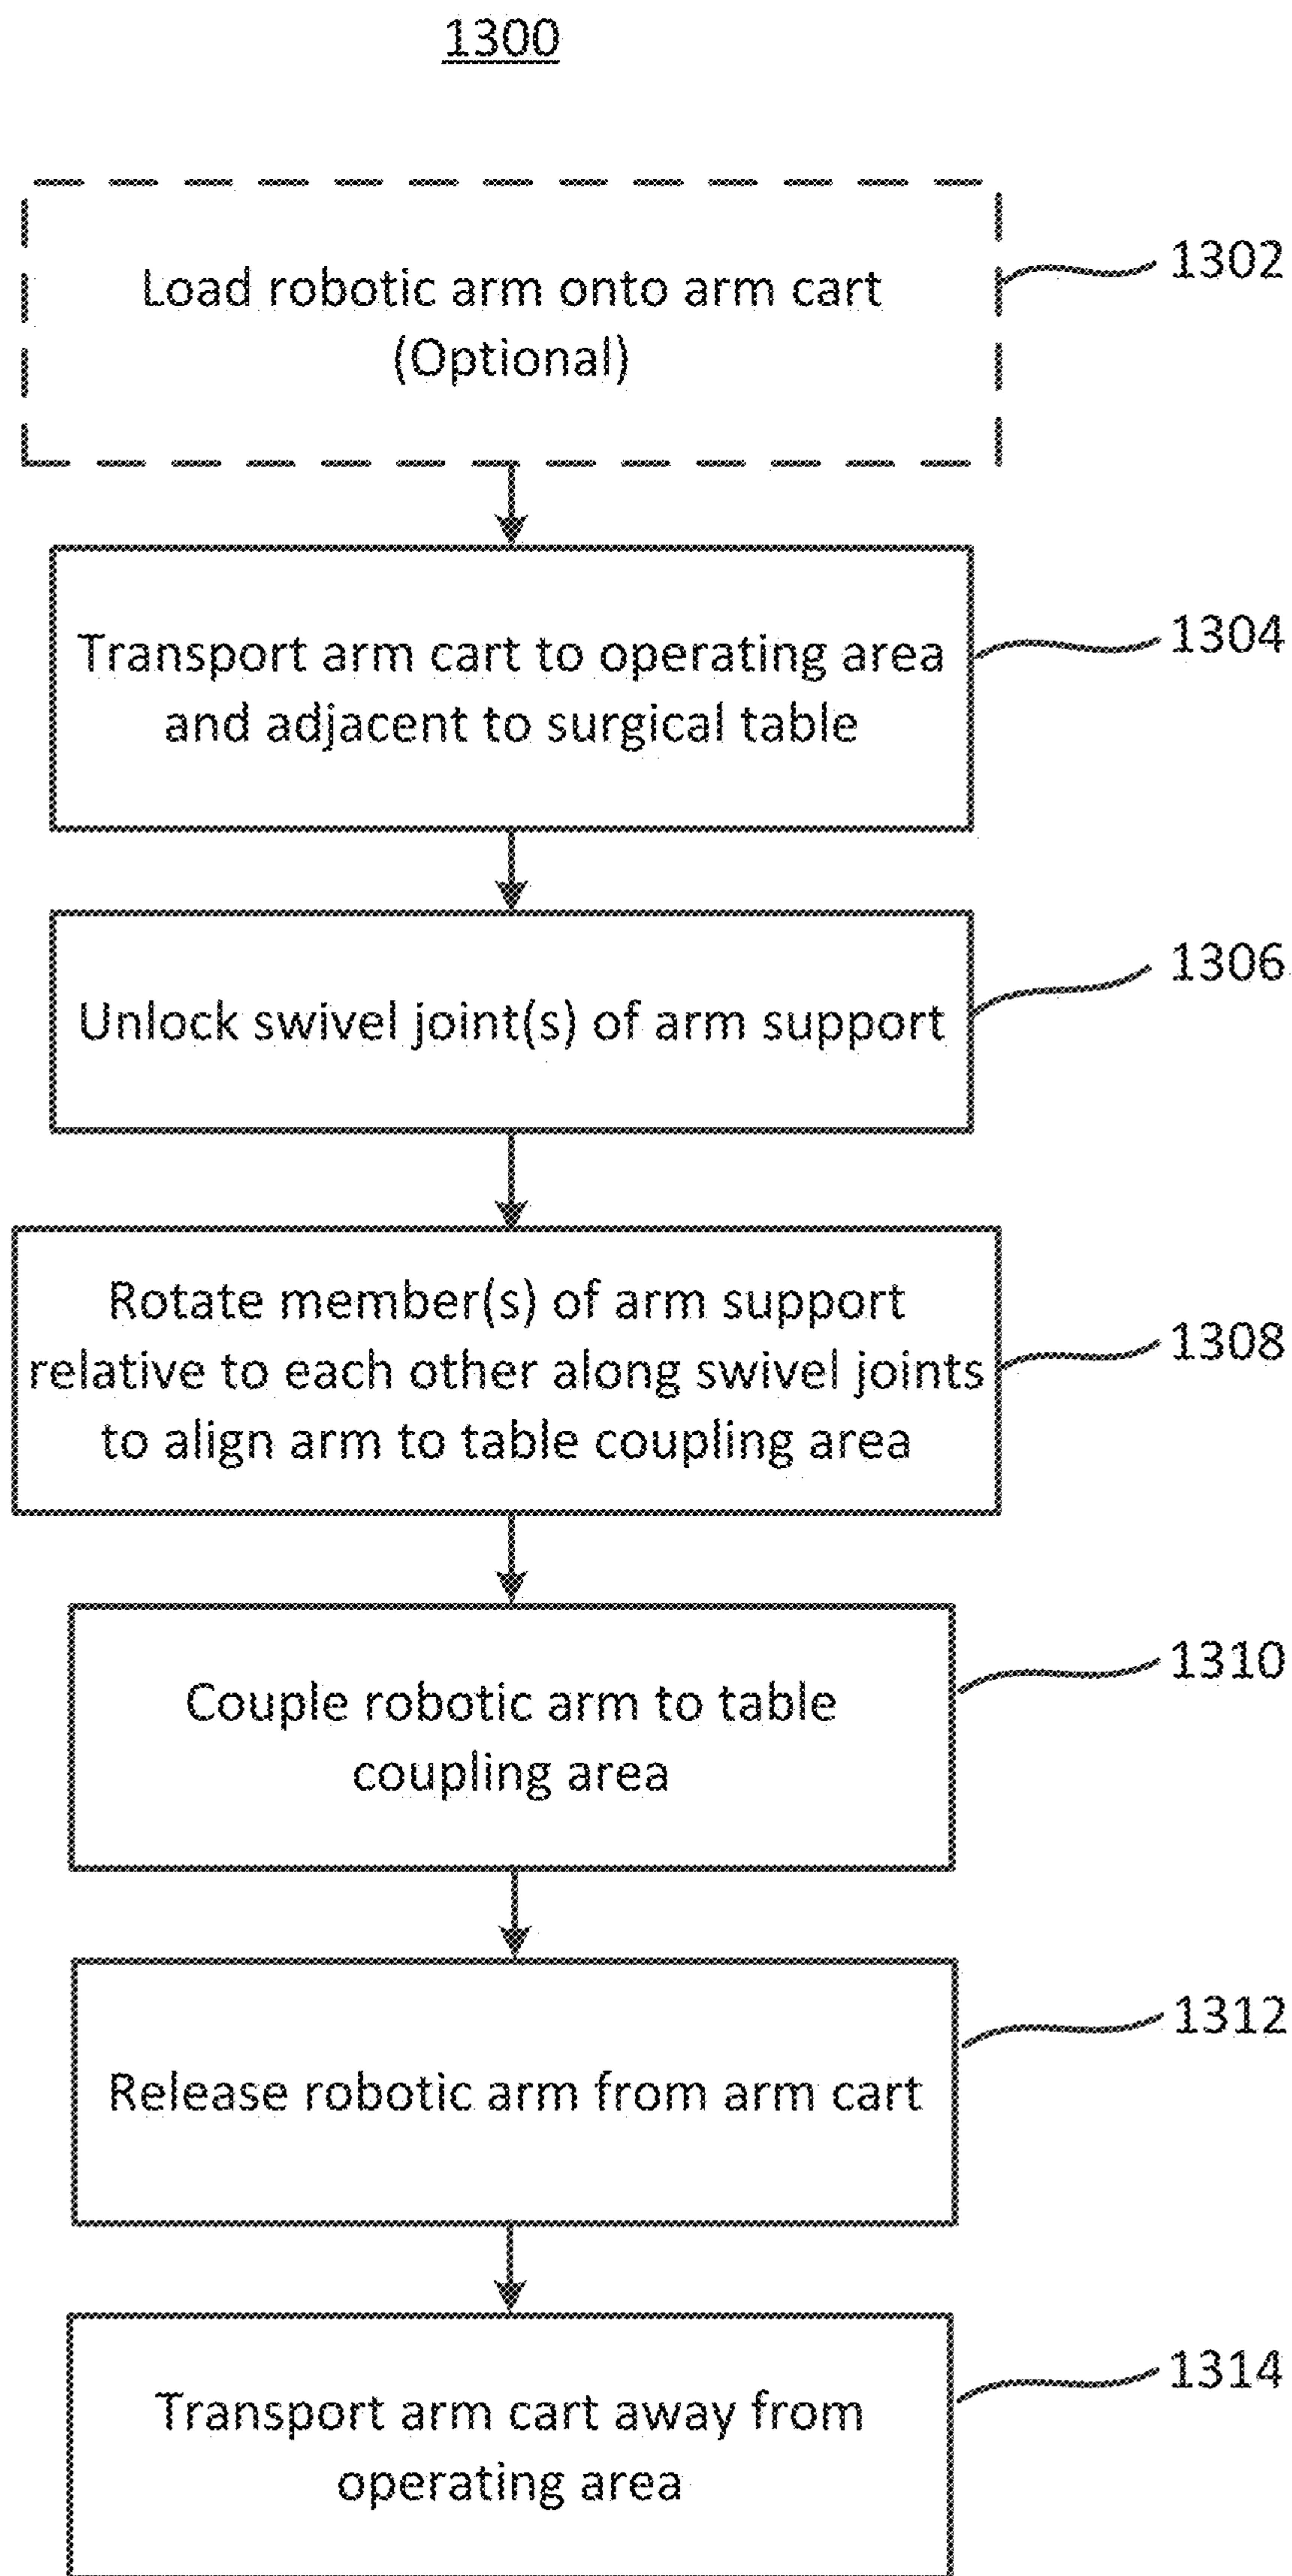 1300
Load robotic arm onto arm cart
(Optional)
1302
Transport arm cart to operating area
and adjacent to surgical table
1304
Unlock swivel joint(s) of arm support
1306
Rotate member(s) of arm support
relative to each other along swivel joints
to align arm to table coupling area
1308
Couple robotic arm to table
coupling area
1310
Release robotic arm from arm cart
1312
Transport arm cart away from
operating area
1314